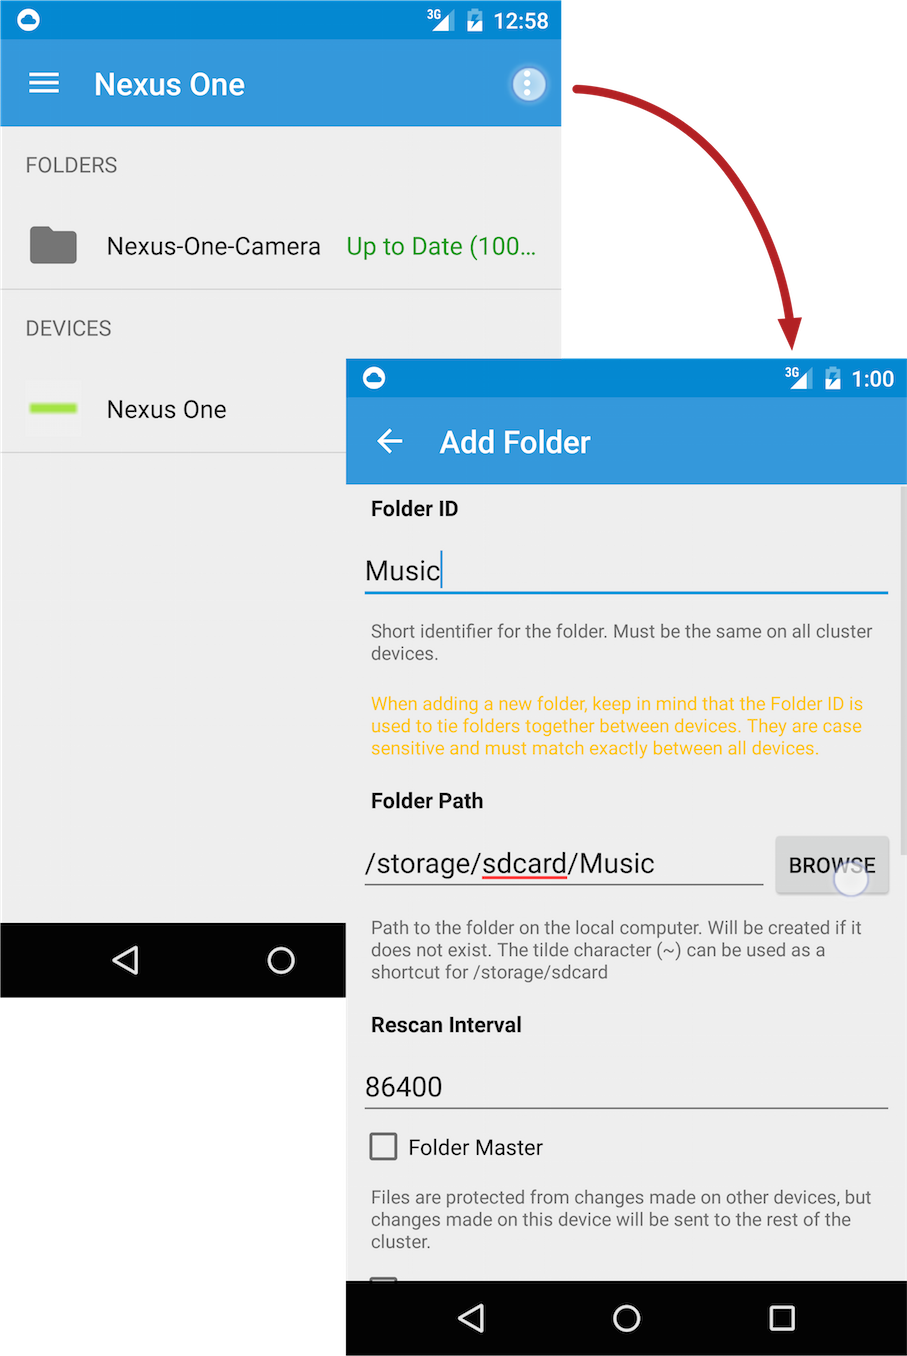 3G 12:58
Nexus One
FOLDERS
Nexus-One-Camera Up to Date (100...
DEVICES
Nexus One
3G 1:00
Add Folder
Folder ID
Music
Short identifier for the folder. Must be the same on all cluster
devices.
When adding a new folder, keep in mind that the Folder ID is
used to tie folders together between devices. They are case
sensitive and must match exactly between all devices.
Folder Path
/storage/sdcard/Music BROWSE
Path to the folder on the local computer. Will be created if it
does not exist. The tilde character (~) can be used as a
shortcut for /storage/sdcard
Rescan Interval
86400
Folder Master
Files are protected from changes made on other devices, but
changes made on this device will be sent to the rest of the
cluster.